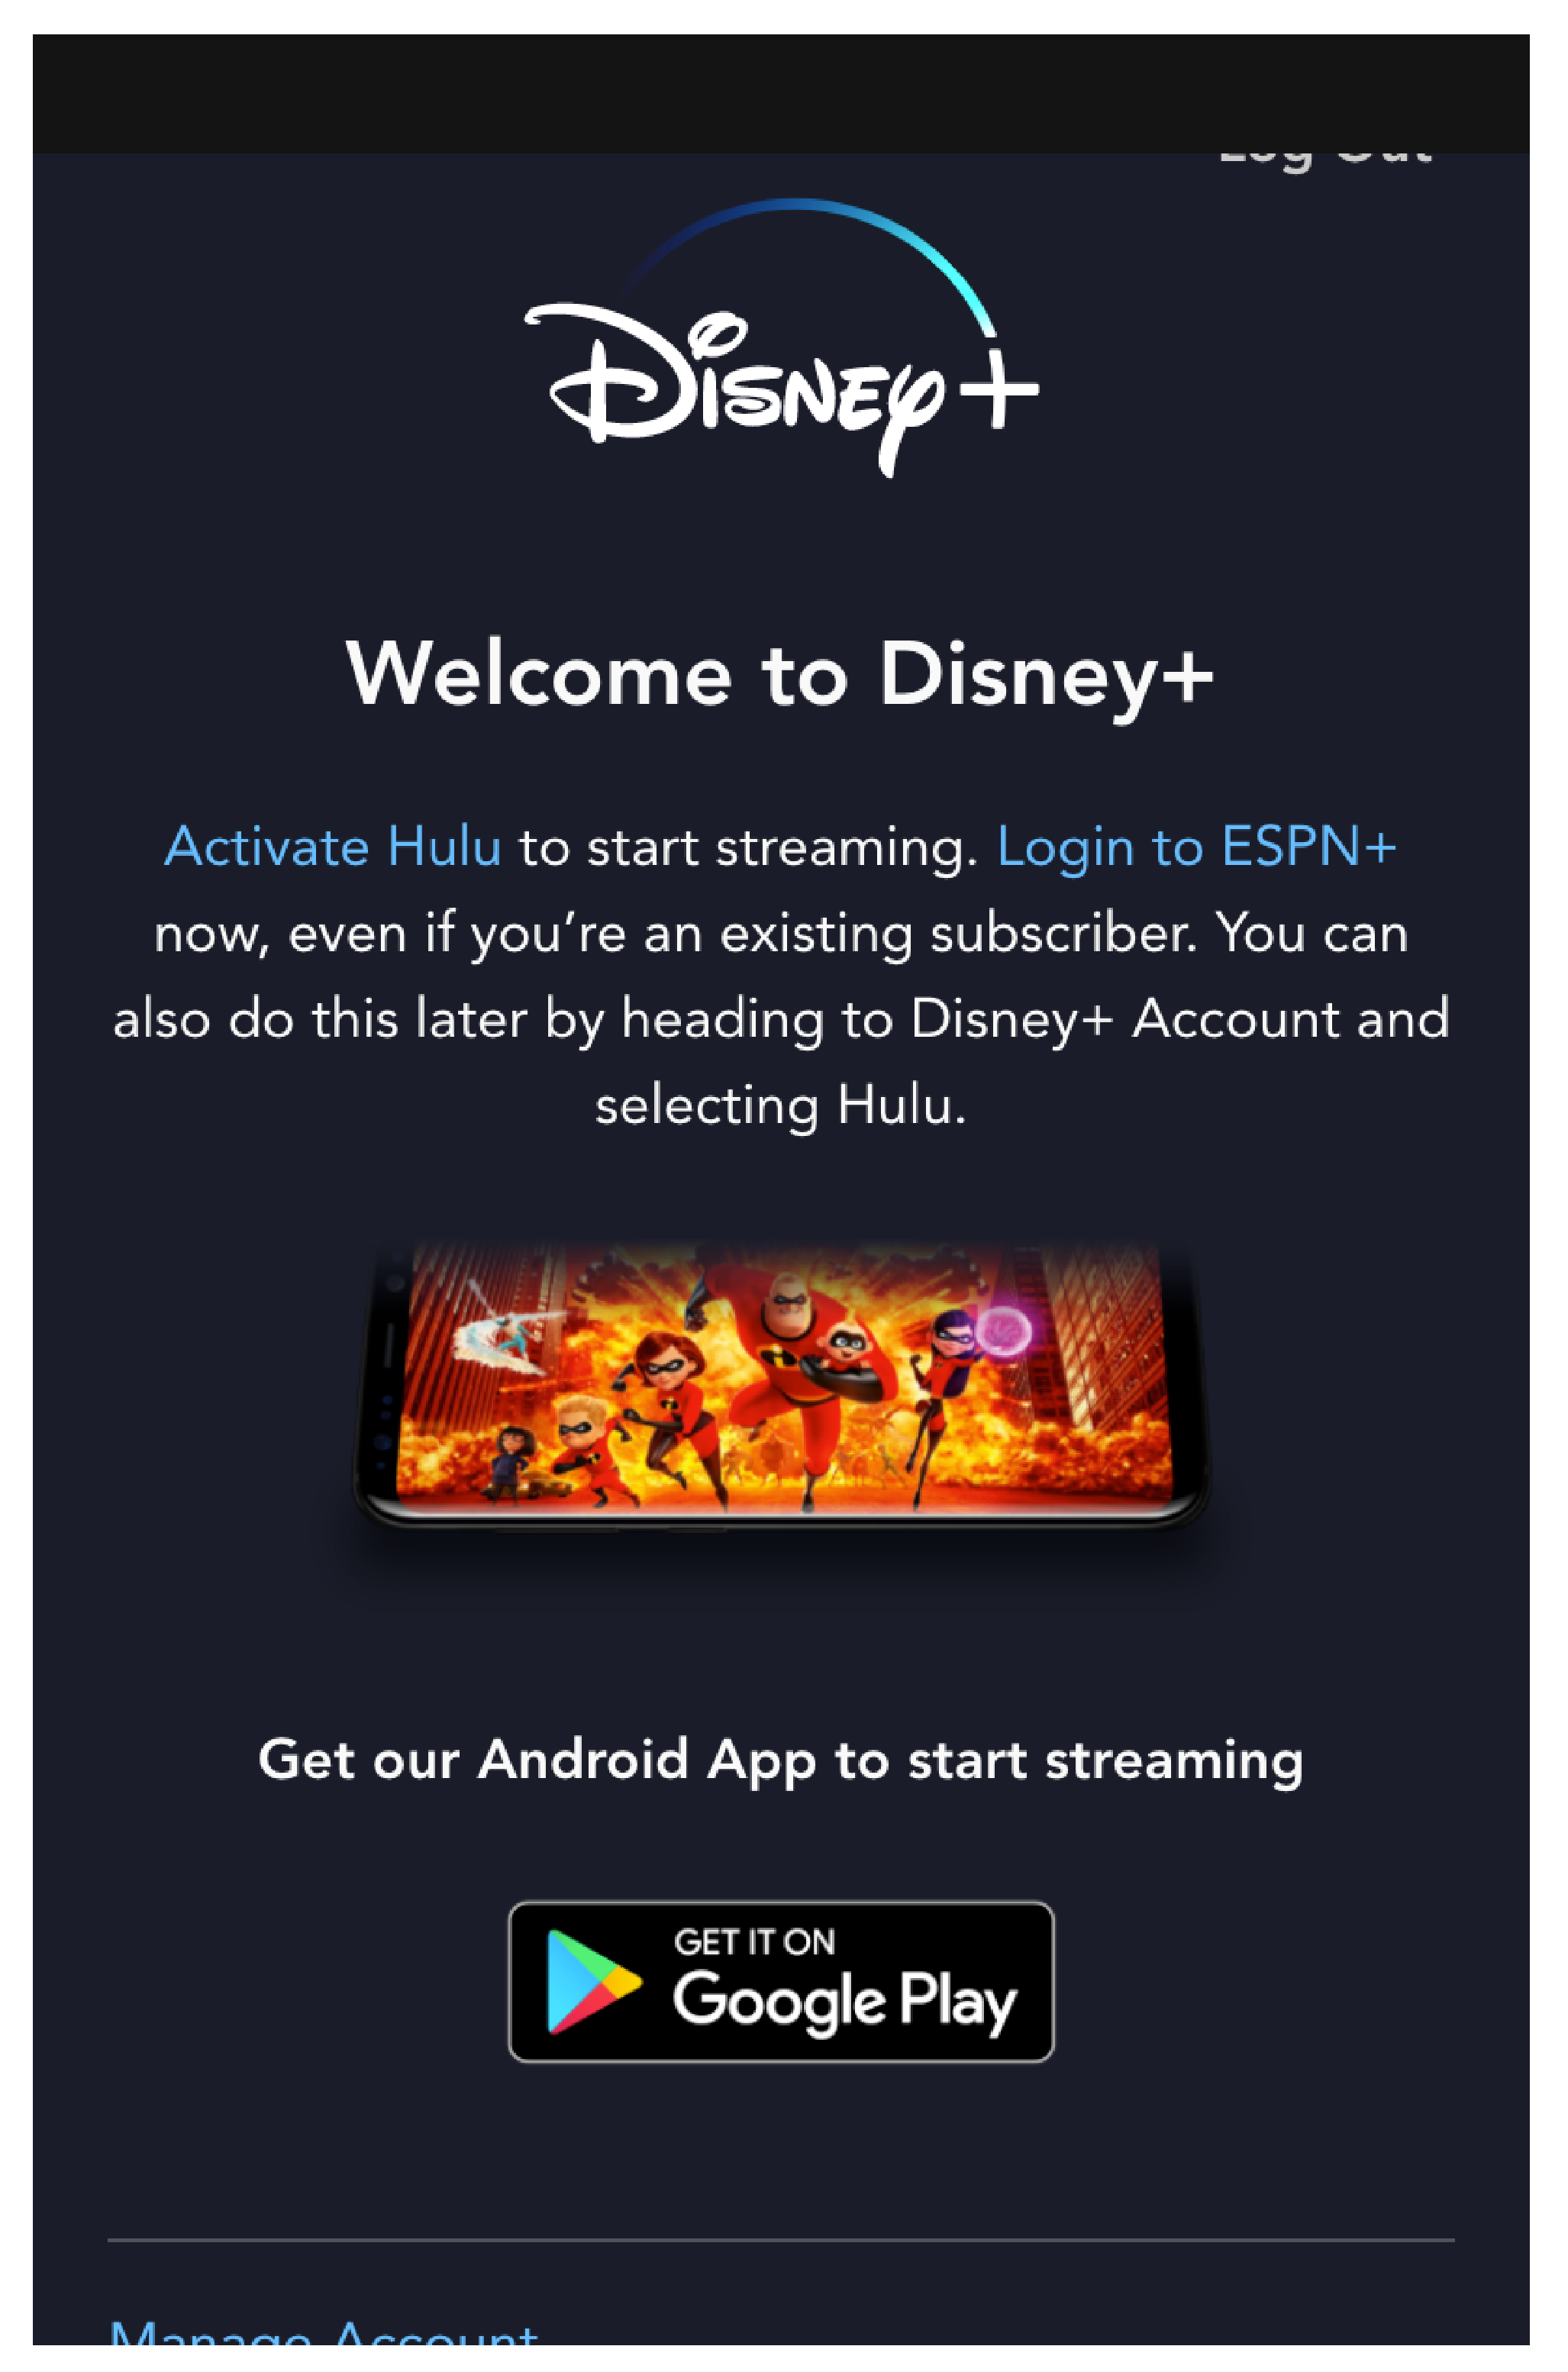 Log Out
Disney+
Welcome to Disney+
Activate Hulu to start streaming. Login to ESPN+
now, even if you’re an existing subscriber. You can
also do this later by heading to Disney+ Account and
selecting Hulu.
Get our Android App to start streaming
GET IT ON
Google Play
Manage Account